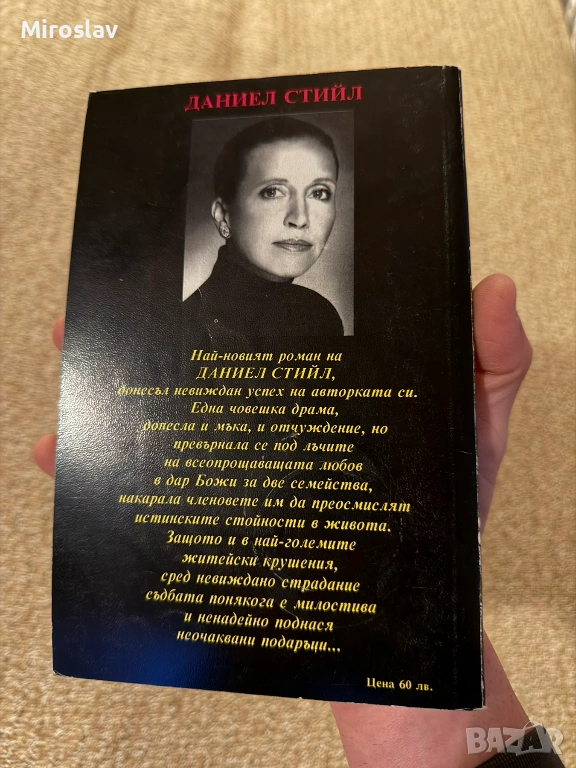 Miroslav
ДАНИЕЛ СТИЙЛ
Най-новият роман на
ДАНИЕЛ СТИЙЛ,
донесъл невиждан успех на авторката си.
Една човешка драма,
донесла и мъка, и отчуждение, но
превърнала се под лъчите
на всеопрощаващата любов
в дар Божи за две семейства,
накарала членовете им да преосмислят
истинските стойности в живота.
Защото и в най-големите
житейски крушения,
сред невиждано страдание
съдбата понякога е милостива
и ненадейно поднася
неочаквани подаръци...
Цена 60 лв.
BAZAR